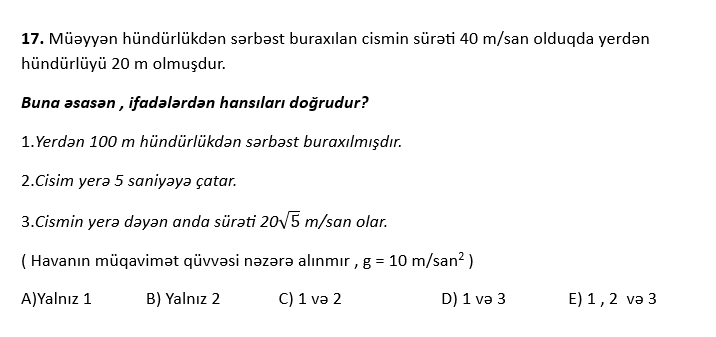 17. Müəyyən hündürlükdən sərbəst buraxılan cismin sürəti 40 m/san olduqda yerdən
hündürlüyü 20 m olmuşdur.
Buna əsasən , ifadələrdən hansıları doğrudur?
1.Yerdən 100 m hündürlükdən sərbəst buraxılmışdır.
2.Cisim yerə 5 saniyəyə çatar.
3.Cismin yerə dəyən anda sürəti 20√5 m/san olar.
( Havanın müqavimət qüvvəsi nəzərə alınmır , g = 10 m/san² )
A)Yalnız 1 B) Yalnız 2 C) 1 və 2 D) 1 və 3 E) 1 , 2 və 3